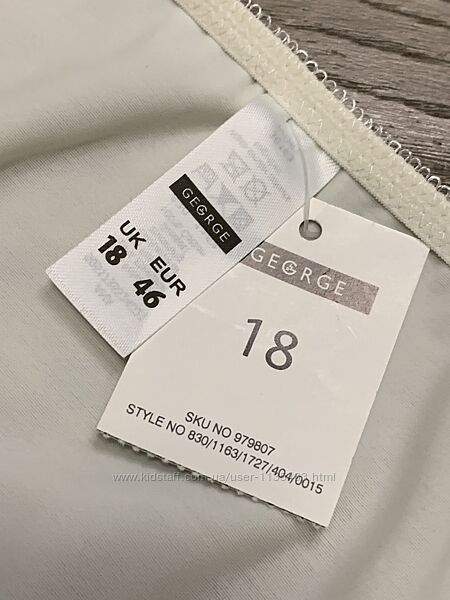 GEORGE
UK EUR
18 46
GEORGE
18
SKU NO 979807
STYLE NO 830/1163/1727/404/0015